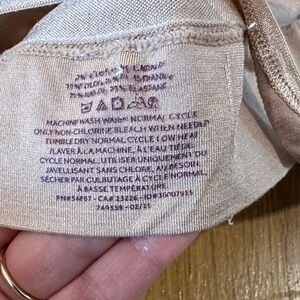 25% ELASTANE
MACHINE WASH WARM NORMAL CYCLE
ONLY NON-CHLORINE BLEACH WHEN NEEDED
TUMBLE DRY NORMAL CYCLE LOW HEAT
LAVER À LA MACHINE, À L'EAU TIÈDE,
CYCLE NORMAL. UTILISER UNIQUEMENT UN
JAVELLISANT SANS CHLORE, AU BESOIN
SÉCHER PAR CULBUTAGE À CYCLE NORMAL,
À BASSE TEMPÉRATURE
CA# 23226
02/15